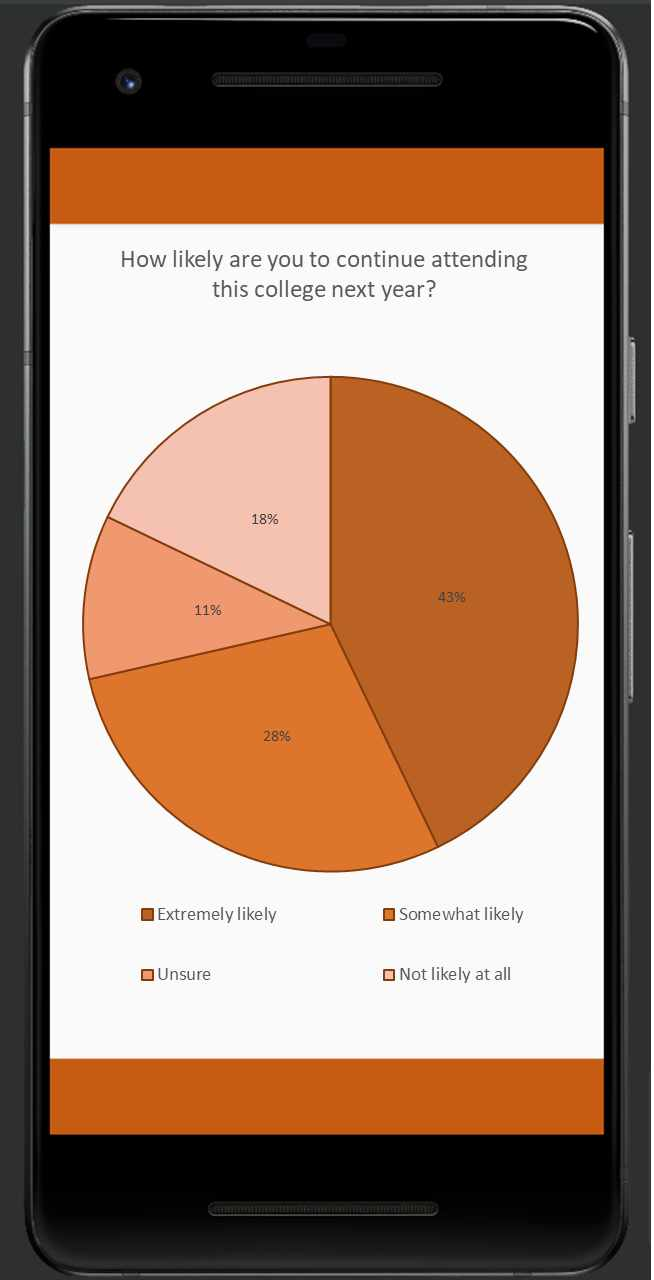 How likely are you to continue attending
this college next year?
18%
43%
11%
28%
Extremely likely
Somewhat likely
Unsure
Not likely at all